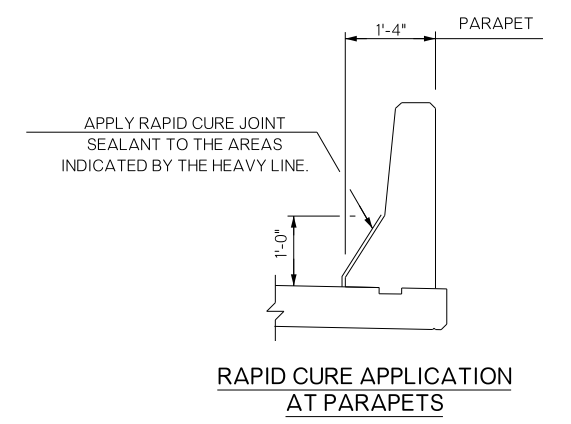 PARAPET
1'-4"
APPLY RAPID CURE JOINT
SEALANT TO THE AREAS
INDICATED BY THE HEAVY LINE.
1'-0"
RAPID CURE APPLICATION
AT PARAPETS